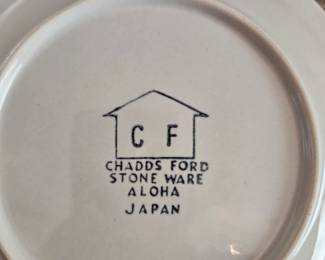 C F
CHADDS FORD
STONE WARE
ALOHA
JAPAN